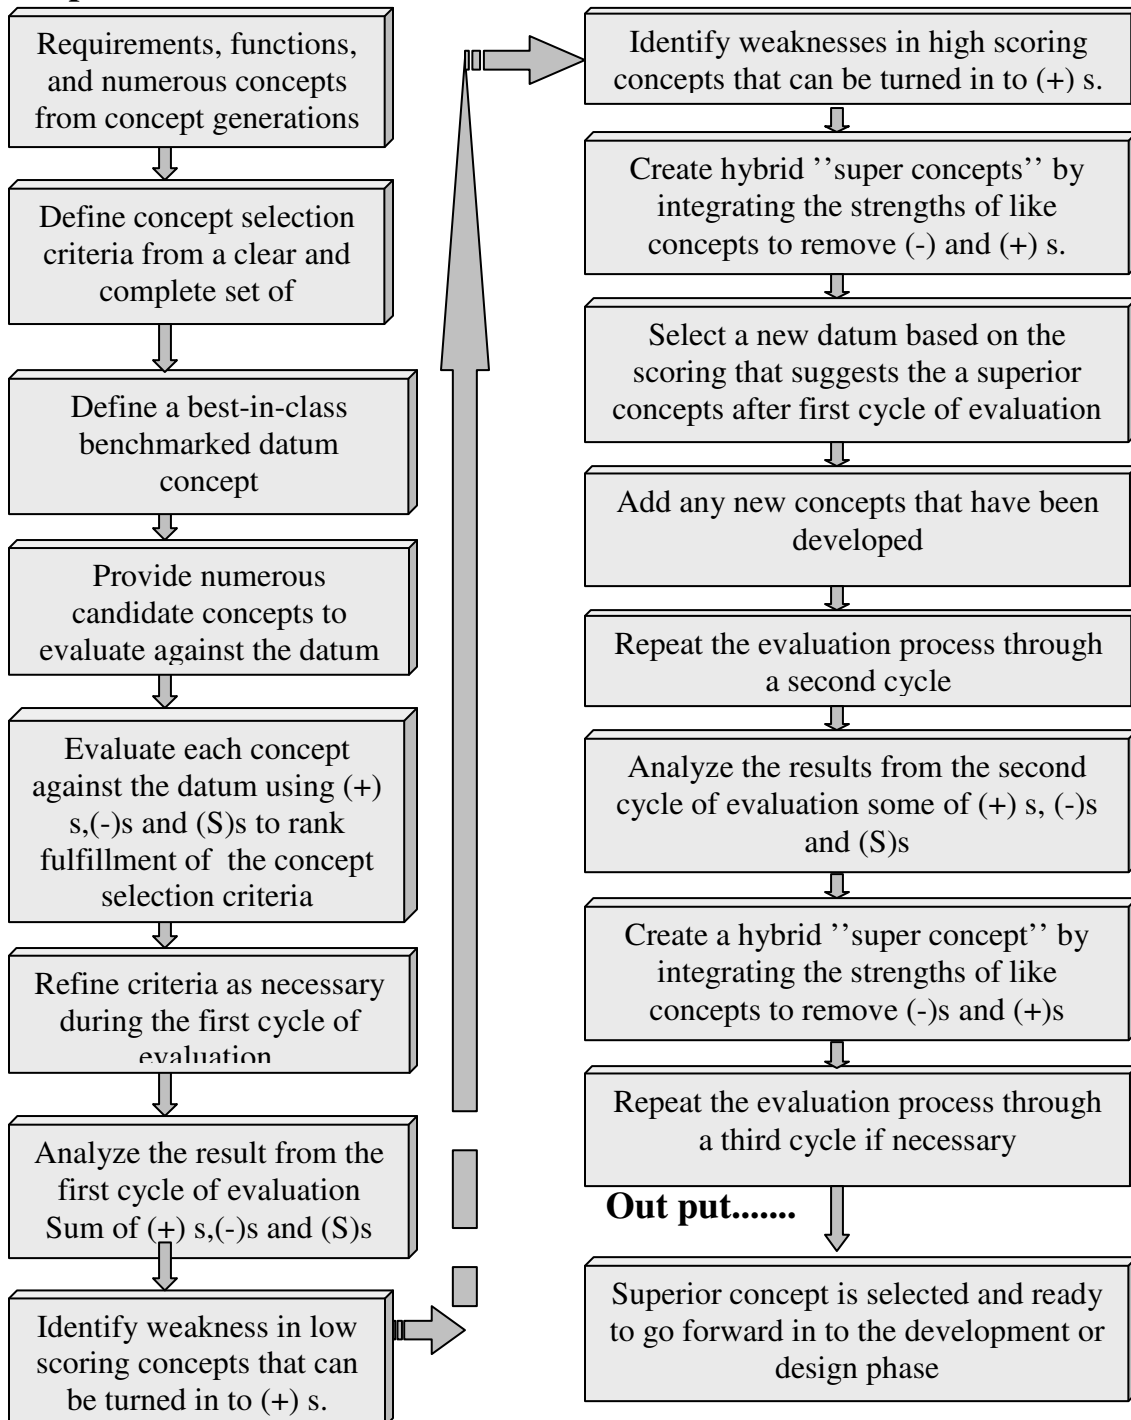 Requirements, functions,
and numerous concepts
from concept generations
Define concept selection
criteria from a clear and
complete set of
Define a best-in-class
benchmarked datum
concept
Provide numerous
candidate concepts to
evaluate against the datum
Evaluate each concept
against the datum using (+)
s,(-)s and (S)s to rank
fulfillment of the concept
selection criteria
Refine criteria as necessary
during the first cycle of
evaluation
Analyze the result from the
first cycle of evaluation
Sum of (+) s,(-)s and (S)s
Identify weakness in low
scoring concepts that can
be turned in to (+) s.
Identify weaknesses in high scoring
concepts that can be turned in to (+) s.
Create hybrid ’’super concepts’’ by
integrating the strengths of like
concepts to remove (-) and (+) s.
Select a new datum based on the
scoring that suggests the a superior
concepts after first cycle of evaluation
Add any new concepts that have been
developed
Repeat the evaluation process through
a second cycle
Analyze the results from the second
cycle of evaluation some of (+) s, (-)s
and (S)s
Create a hybrid ’’super concept’’ by
integrating the strengths of like
concepts to remove (-)s and (+)s
Repeat the evaluation process through
a third cycle if necessary
Out put.......
Superior concept is selected and ready
to go forward in to the development or
design phase